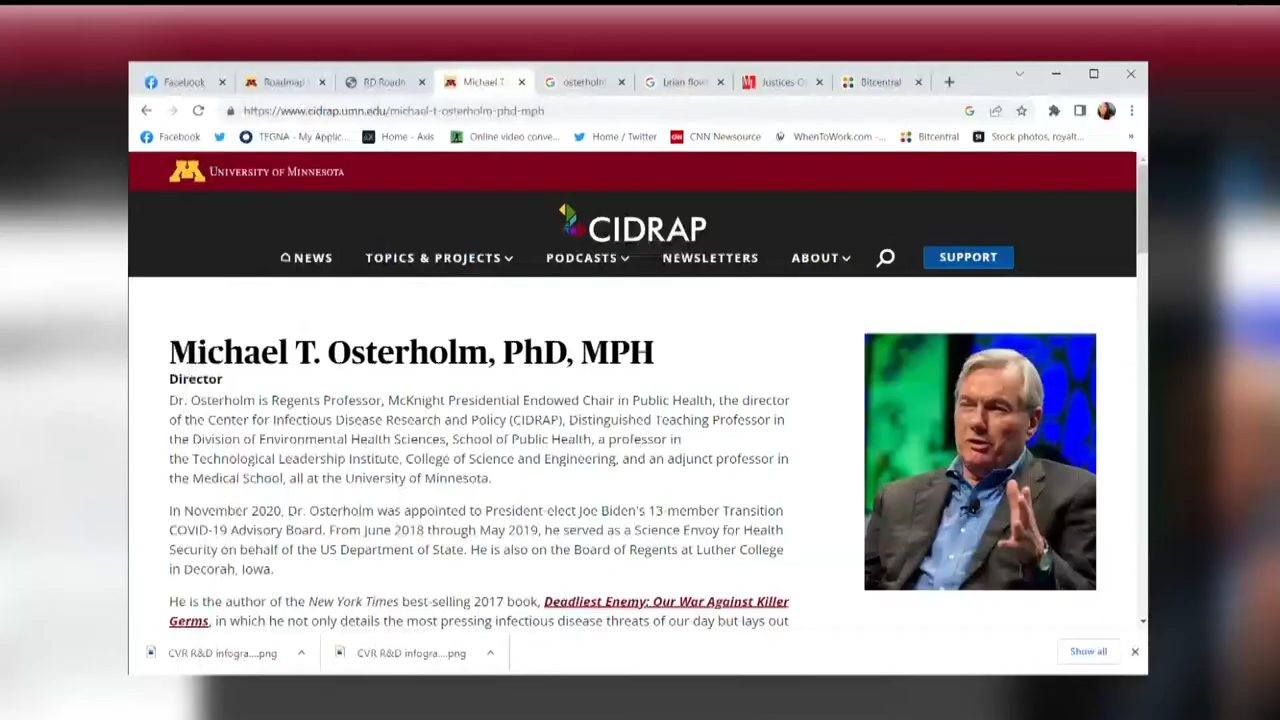 Facebook
Roadmap
RD Roadm
Michael T.
osterholm
brian flow
Justices O
Bitcentral
https://www.cidrap.umn.edu/michael-t-osterholm-phd-mph
Facebook
TEGNA - My Applic...
Home - Axis
Online video conve...
Home / Twitter
CNN Newsource
WhenToWork.com -...
Bitcentral
Stock photos, royalt...
UNIVERSITY OF MINNESOTA
CIDRAP
NEWS
TOPICS & PROJECTS
PODCASTS
NEWSLETTERS
ABOUT
SUPPORT
Michael T. Osterholm, PhD, MPH
Director
Dr. Osterholm is Regents Professor, McKnight Presidential Endowed Chair in Public Health, the director
of the Center for Infectious Disease Research and Policy (CIDRAP), Distinguished Teaching Professor in
the Division of Environmental Health Sciences, School of Public Health, a professor in
the Technological Leadership Institute, College of Science and Engineering, and an adjunct professor in
the Medical School, all at the University of Minnesota.
In November 2020, Dr. Osterholm was appointed to President-elect Joe Biden's 13-member Transition
COVID-19 Advisory Board. From June 2018 through May 2019, he served as a Science Envoy for Health
Security on behalf of the US Department of State. He is also on the Board of Regents at Luther College
in Decorah, Iowa.
He is the author of the New York Times best-selling 2017 book, Deadliest Enemy: Our War Against Killer
Germs, in which he not only details the most pressing infectious disease threats of our day but lays out
CVR R&D infogra....png
CVR R&D infogra....png
Show all